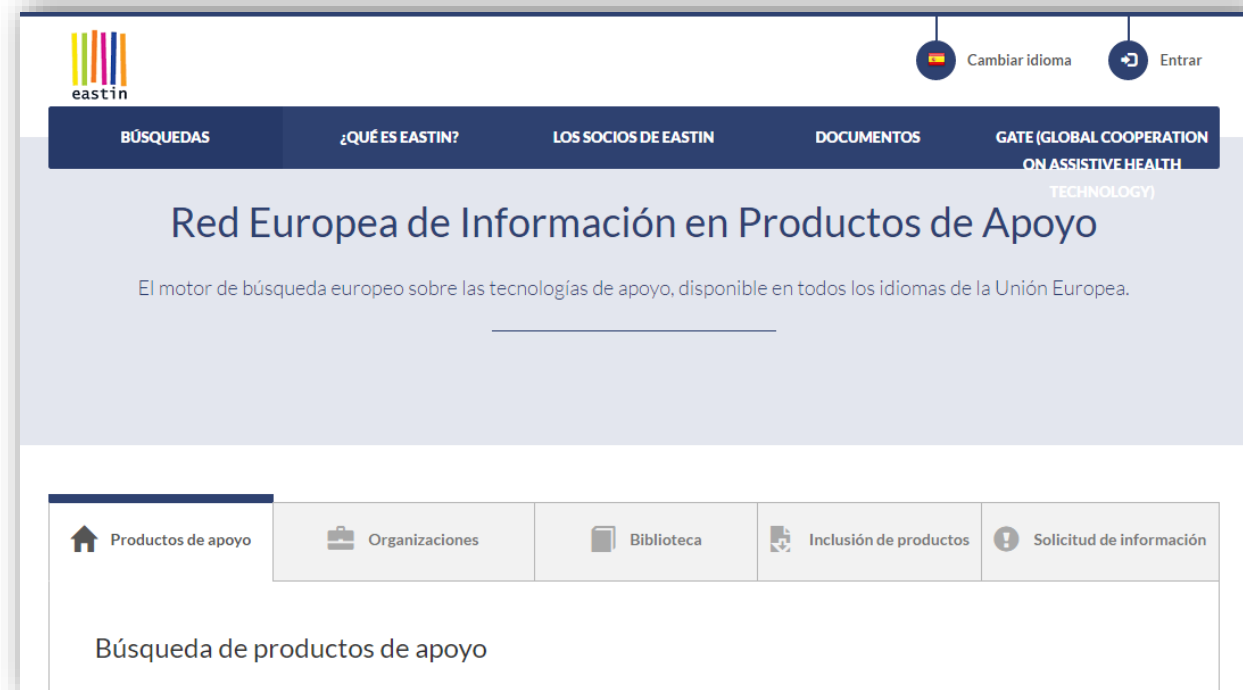 eastin
Cambiar idioma
Entrar
BÚSQUEDAS
¿QUÉ ES EASTIN?
LOS SOCIOS DE EASTIN
DOCUMENTOS
GATE (GLOBAL COOPERATION
ON ASSISTIVE HEALTH
TECHNOLOGY)
Red Europea de Información en Productos de Apoyo
El motor de búsqueda europeo sobre las tecnologías de apoyo, disponible en todos los idiomas de la Unión Europea.
Productos de apoyo
Organizaciones
Biblioteca
Inclusión de productos
Solicitud de información
Búsqueda de productos de apoyo